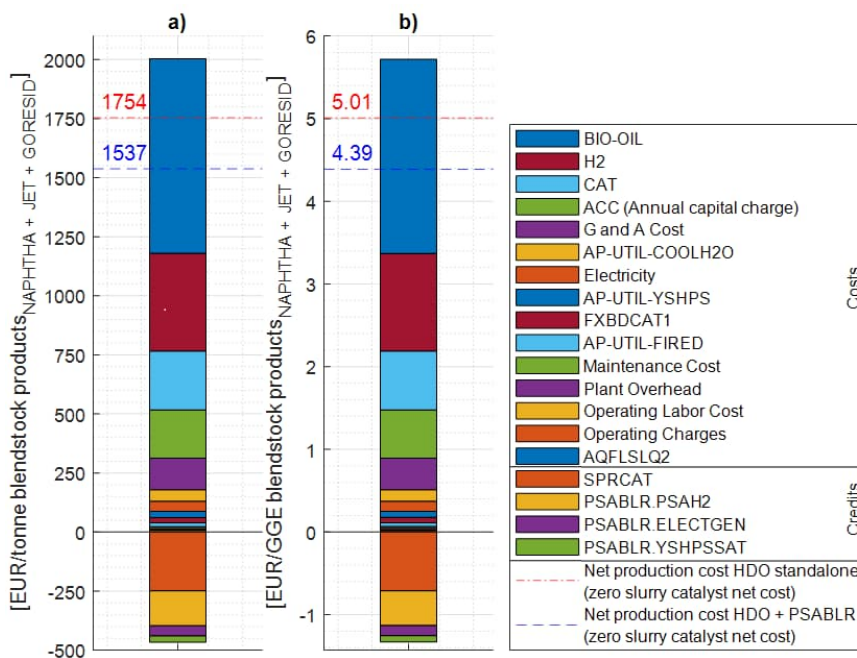 a)
b)
[EUR/tonne blendstock products NAPHTHA + JET + GORESID]
2000
1750
1500
1250
1000
750
500
250
0
-250
-500
1754
1537
[EUR/GGE blendstock products NAPHTHA + JET + GORESID]
6
5
4
3
2
1
0
-1
5.01
4.39
BIO-OIL
H2
CAT
ACC (Annual capital charge)
G and A Cost
AP-UTIL-COOLH2O
Electricity
AP-UTIL-YSHPS
FXBDCAT1
AP-UTIL-FIRED
Maintenance Cost
Plant Overhead
Operating Labor Cost
Operating Charges
AQFLSLQ2
Costs
SPRCAT
PSABLR.PSAH2
PSABLR.ELECTGEN
PSABLR.YSHPSSAT
Credits
Net production cost HDO standalone
(zero slurry catalyst net cost)
Net production cost HDO + PSABLR
(zero slurry catalyst net cost)